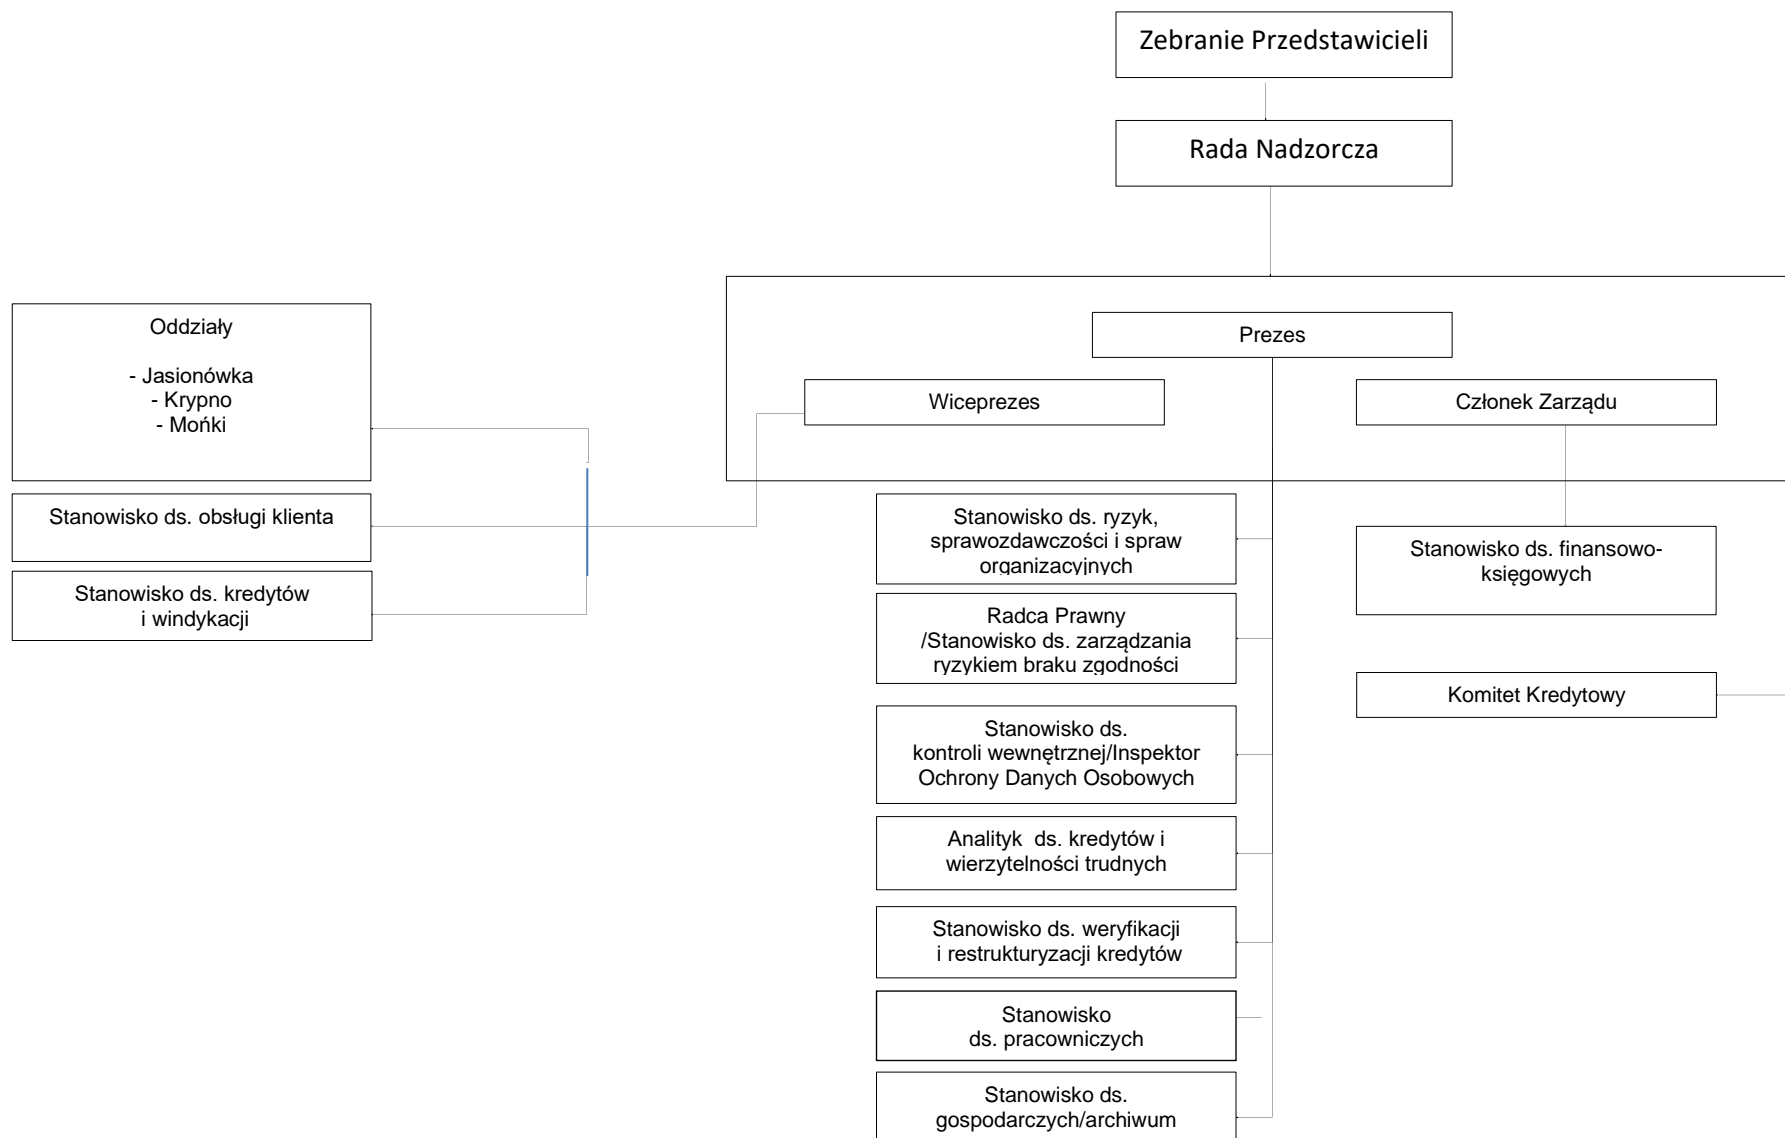 Zebranie Przedstawicieli
Rada Nadzorcza
Prezes
Wiceprezes
Członek Zarządu
Oddziały
- Jasionówka
- Krypno
- Mońki
Stanowisko ds. obsługi klienta
Stanowisko ds. kredytów
i windykacji
Stanowisko ds. ryzyk,
sprawozdawczości i spraw
organizacyjnych
Radca Prawny
/Stanowisko ds. zarządzania
ryzykiem braku zgodności
Stanowisko ds.
kontroli wewnętrznej/Inspektor
Ochrony Danych Osobowych
Analityk  ds. kredytów i
wierzytelności trudnych
Stanowisko ds. weryfikacji
i restrukturyzacji kredytów
Stanowisko
ds. pracowniczych
Stanowisko ds.
gospodarczych/archiwum
Stanowisko ds. finansowo-
księgowych
Komitet Kredytowy